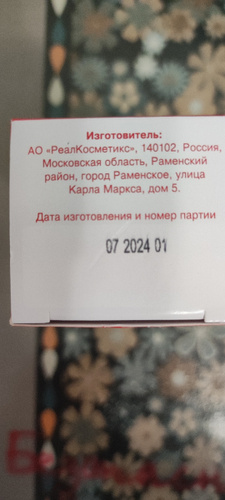 Изготовитель:
АО «РеалКосметикс», 140102, Россия,
Московская область, Раменский
район, город Раменское, улица
Карла Маркса, дом 5.
Дата изготовления и номер партии
07 2024 01